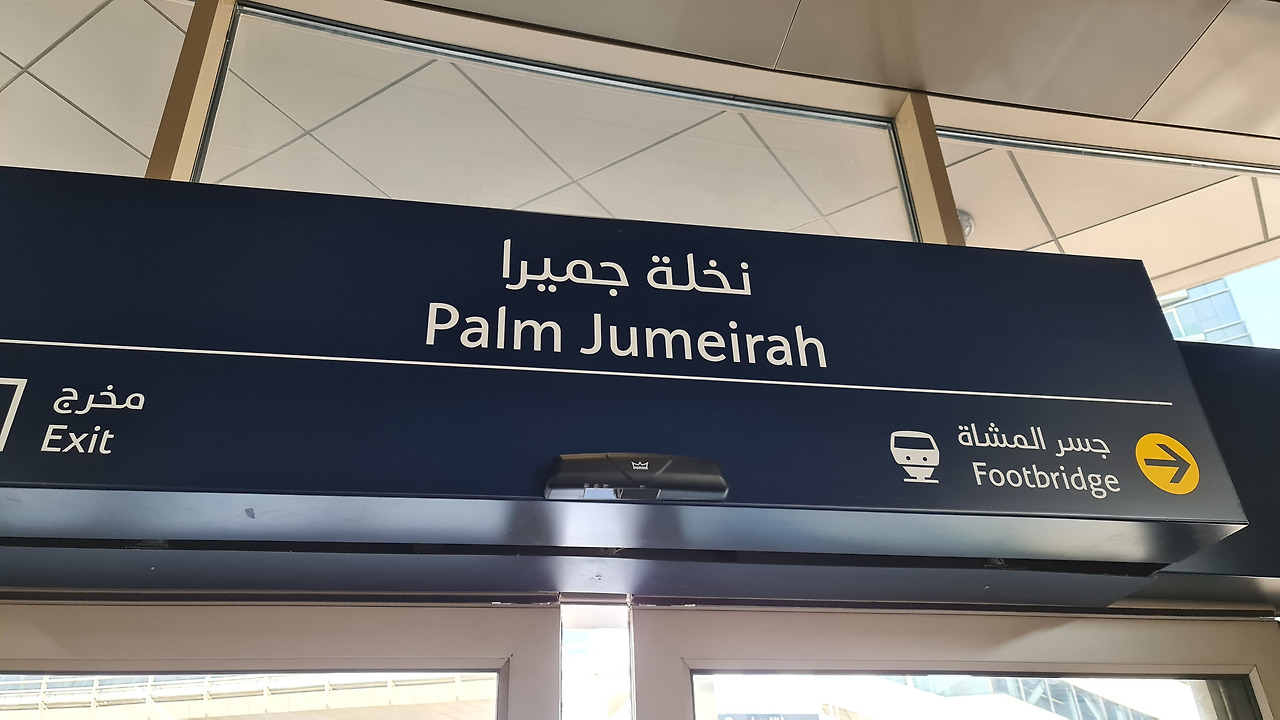 نخلة جميرا
Palm Jumeirah
مخرج
Exit
جسر المشاة
Footbridge